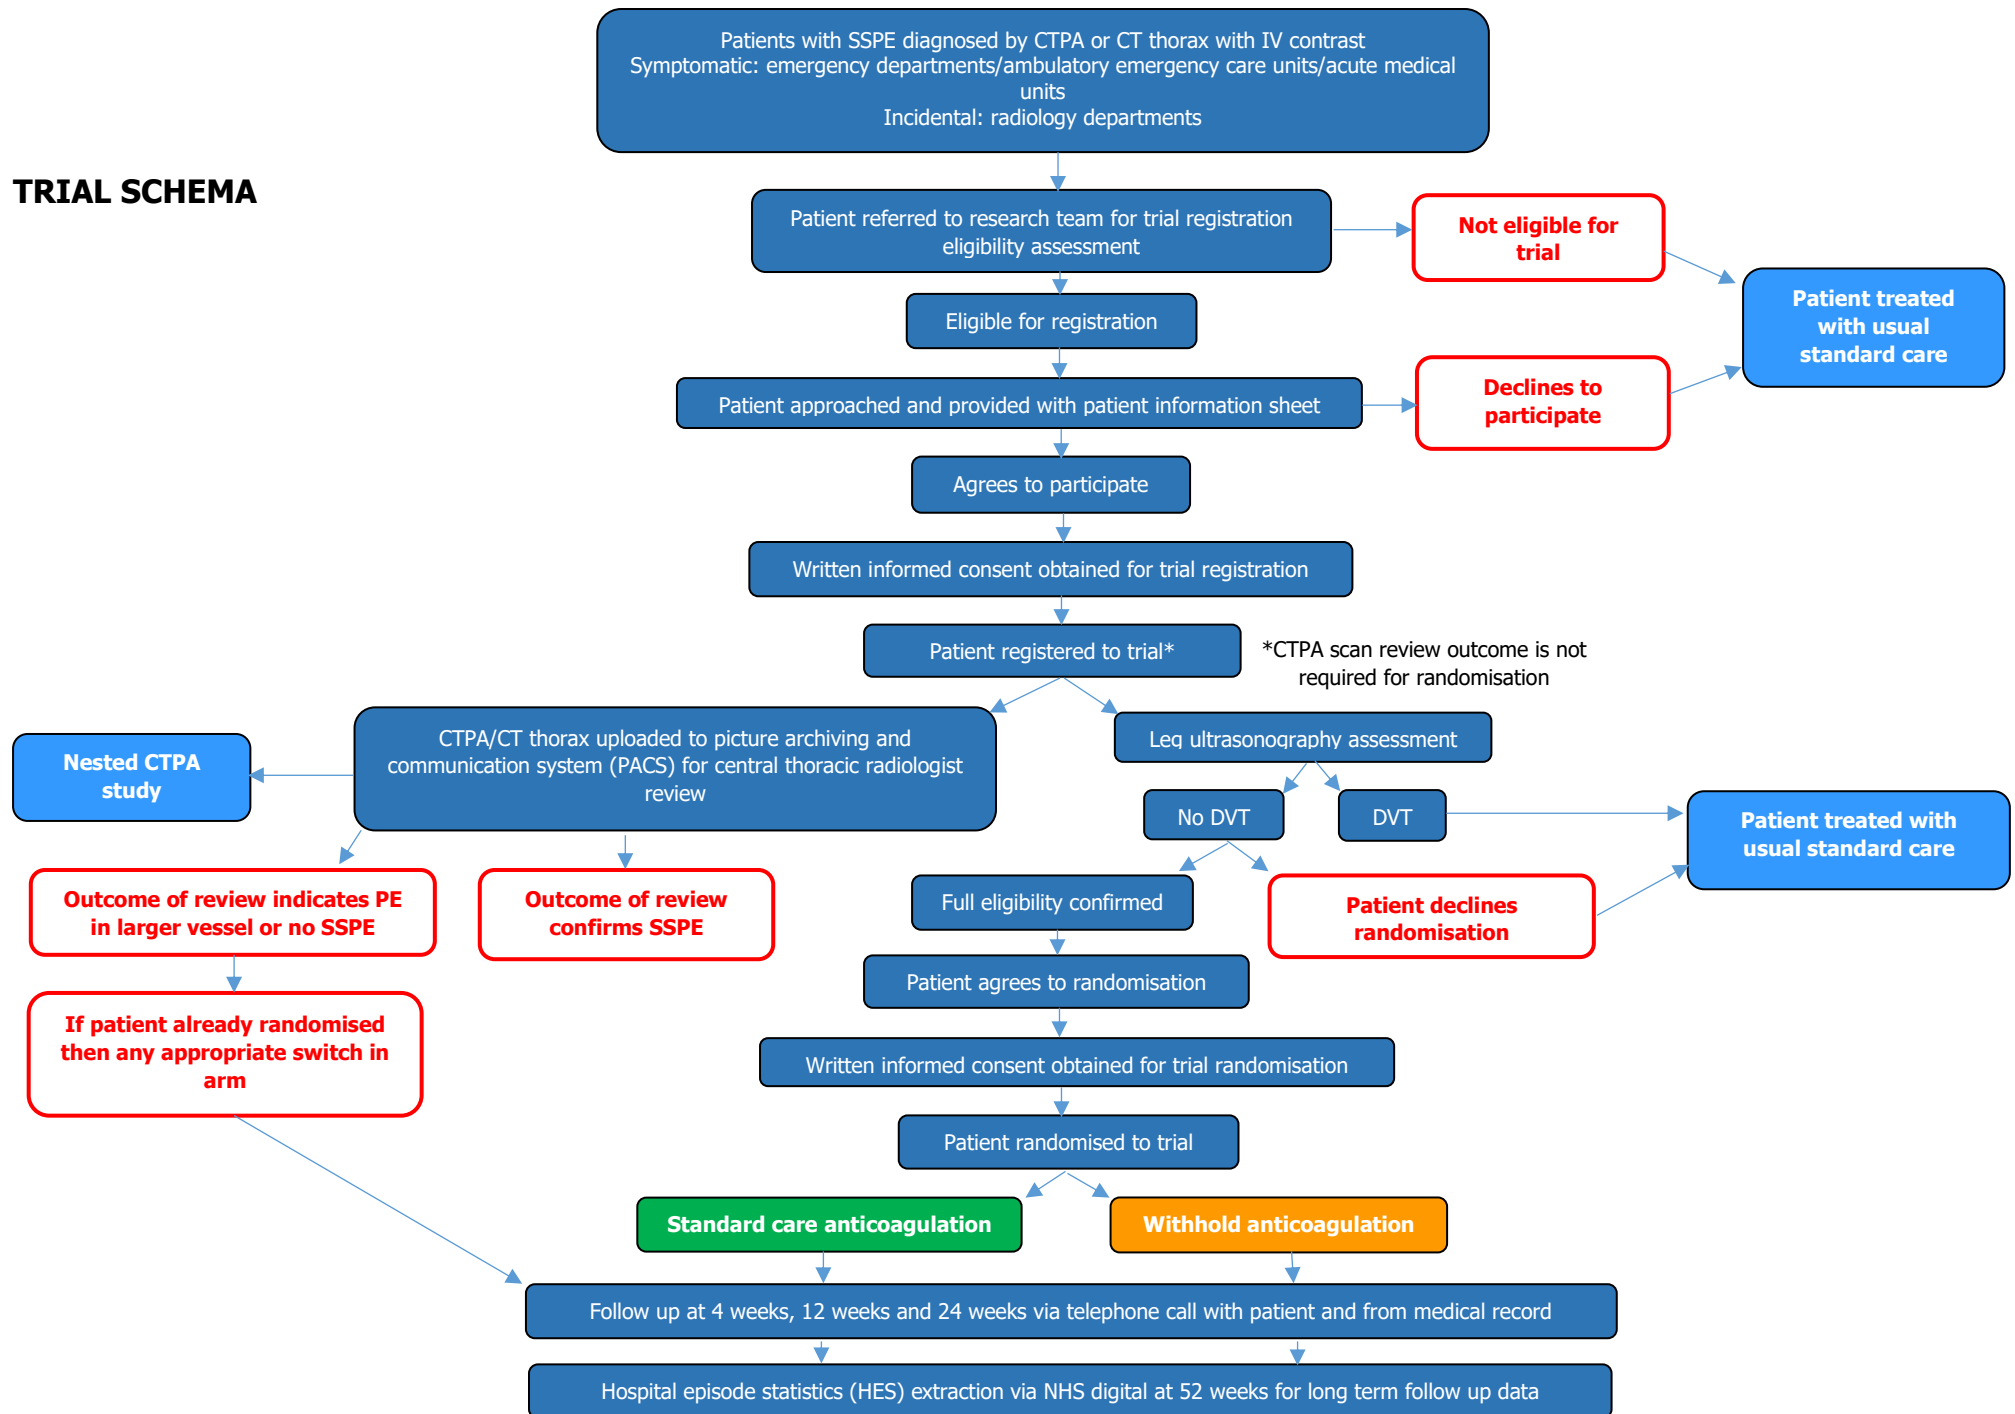 Patients with SSPE diagnosed by CTPA or CT thorax with IV contrast
Symptomatic: emergency departments/ambulatory emergency care units/acute medical
units
Incidental: radiology departments
TRIAL SCHEMA
Patient referred to research team for trial registration
eligibility assessment
Not eligible for
trial
Patient treated
with usual
standard care
Eligible for registration
Patient approached and provided with patient information sheet
Declines to
participate
Agrees to participate
Written informed consent obtained for trial registration
Patient registered to trial*
*CTPA scan review outcome is not
required for randomisation
Nested CTPA
study
CTPA/CT thorax uploaded to picture archiving and
communication system (PACS) for central thoracic radiologist
review
Leg ultrasonography assessment
No DVT
DVT
Patient treated with
usual standard care
Outcome of review indicates PE
in larger vessel or no SSPE
Outcome of review
confirms SSPE
Full eligibility confirmed
Patient declines
randomisation
Patient agrees to randomisation
If patient already randomised
then any appropriate switch in
arm
Written informed consent obtained for trial randomisation
Patient randomised to trial
Standard care anticoagulation
Withhold anticoagulation
Follow up at 4 weeks, 12 weeks and 24 weeks via telephone call with patient and from medical record
Hospital episode statistics (HES) extraction via NHS digital at 52 weeks for long term follow up data